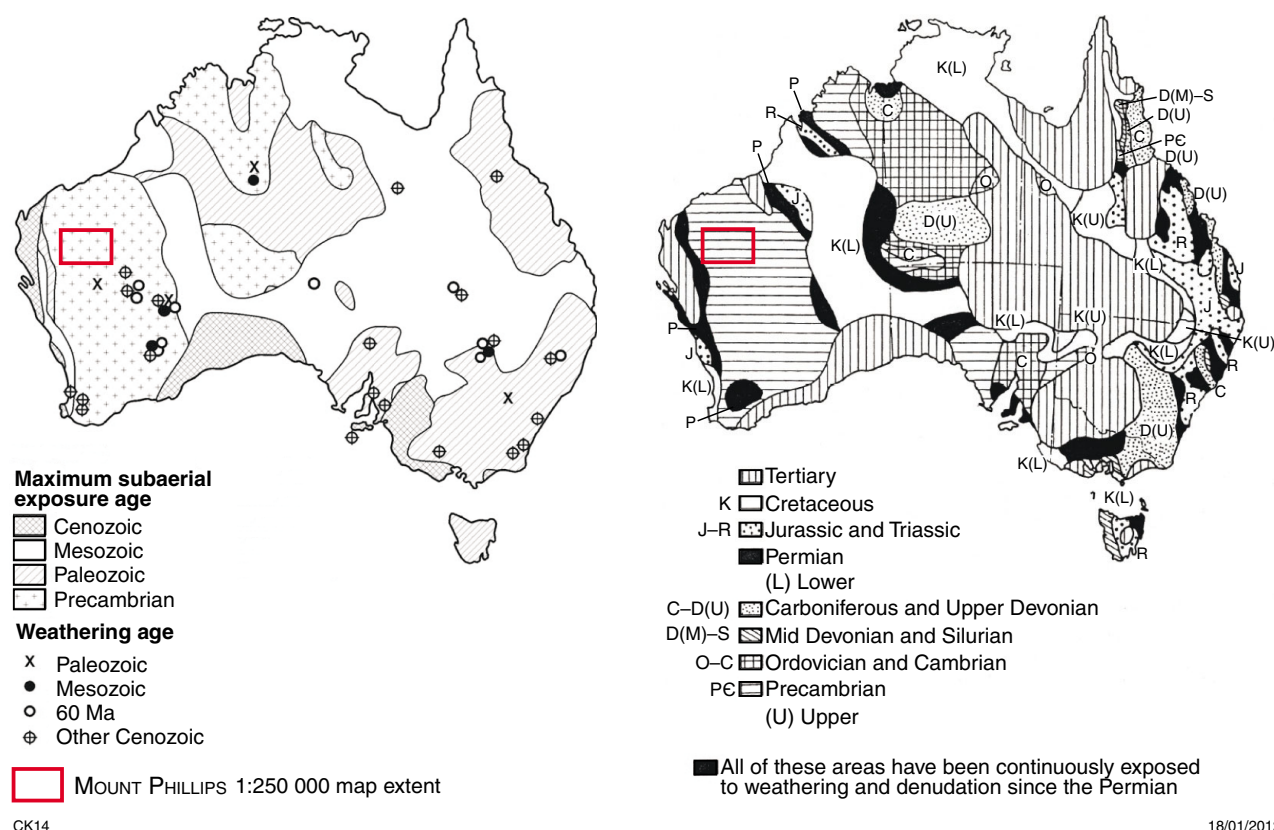 X
X
X
Maximum subaerial
exposure age
Cenozoic
Mesozoic
Paleozoic
Precambrian
Weathering age
X Paleozoic
Mesozoic
60 Ma
Other Cenozoic
MOUNT PHILLIPS 1:250 000 map extent
CK14
K(L)
P
R
C
D(M)–S
D(U)
C
PЄ
D(U)
P
J
O
O
D(U)
K(U)
D(U)
R
K(L)
C
K(L)
J
J
P
J
K(L)
P
K(L)
K(U)
C
O
K(L)
K(U)
R
R
C
D(U)
K(L)
K(L)
R
Tertiary
K Cretaceous
J–R Jurassic and Triassic
Permian
(L) Lower
C–D(U) Carboniferous and Upper Devonian
D(M)–S Mid Devonian and Silurian
O–C Ordovician and Cambrian
PЄ Precambrian
(U) Upper
All of these areas have been continuously exposed
to weathering and denudation since the Permian